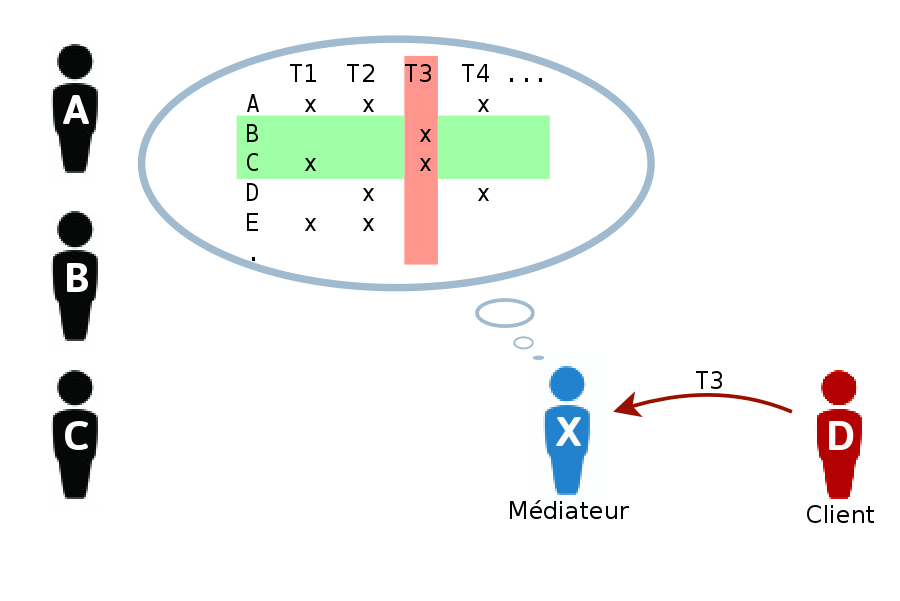 T1 T2 T3 T4 ...
A x x x
B x
C x x
D x x
E x x
.
A
B
C
T3
X
D
Médiateur
Client